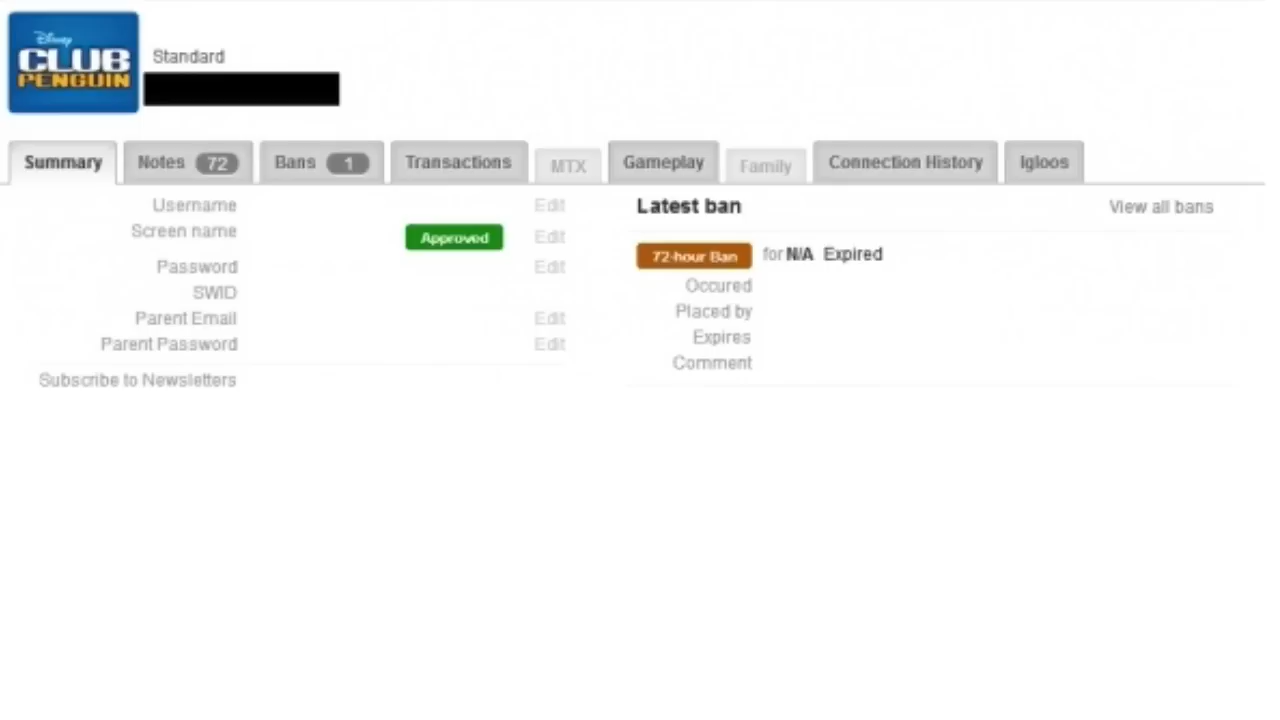 Disney
CLUB
PENGUIN
Standard
Summary Notes 72 Bans 1 Transactions MTX Gameplay Family Connection History Igloos
Username Edit
Screen name Approved Edit
Password Edit
SWID
Parent Email Edit
Parent Password Edit
Subscribe to Newsletters
Latest ban View all bans
72-hour Ban for N/A Expired
Occured
Placed by
Expires
Comment